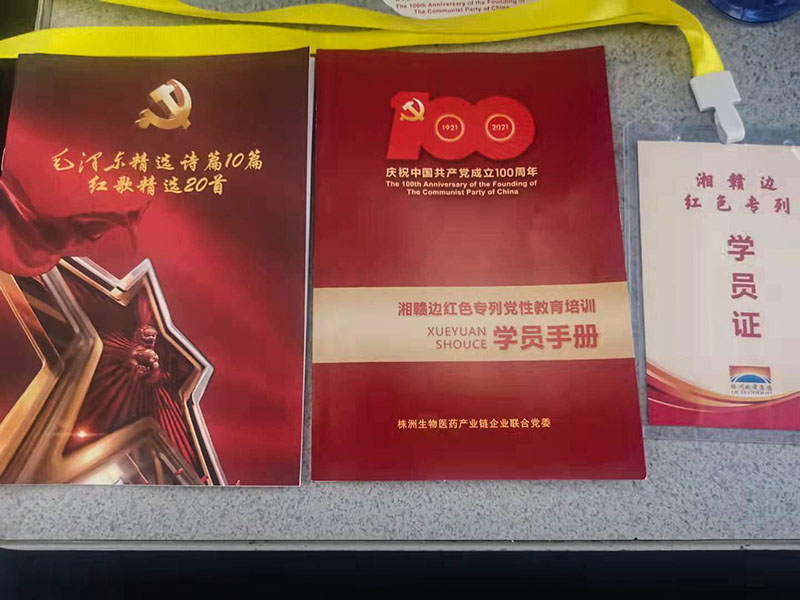 The 100th Anniversary of the Founding of
The Communist Party of China
毛泽东精选诗篇10篇
红歌精选20首
100
1921
2021
庆祝中国共产党成立100周年
The 100th Anniversary of the Founding of
The Communist Party of China
湘赣边红色专列党性教育培训
XUEYUAN
SHOUCE
学员手册
株洲生物医药产业链企业联合党委
湘赣边
红色专列
学
员
证